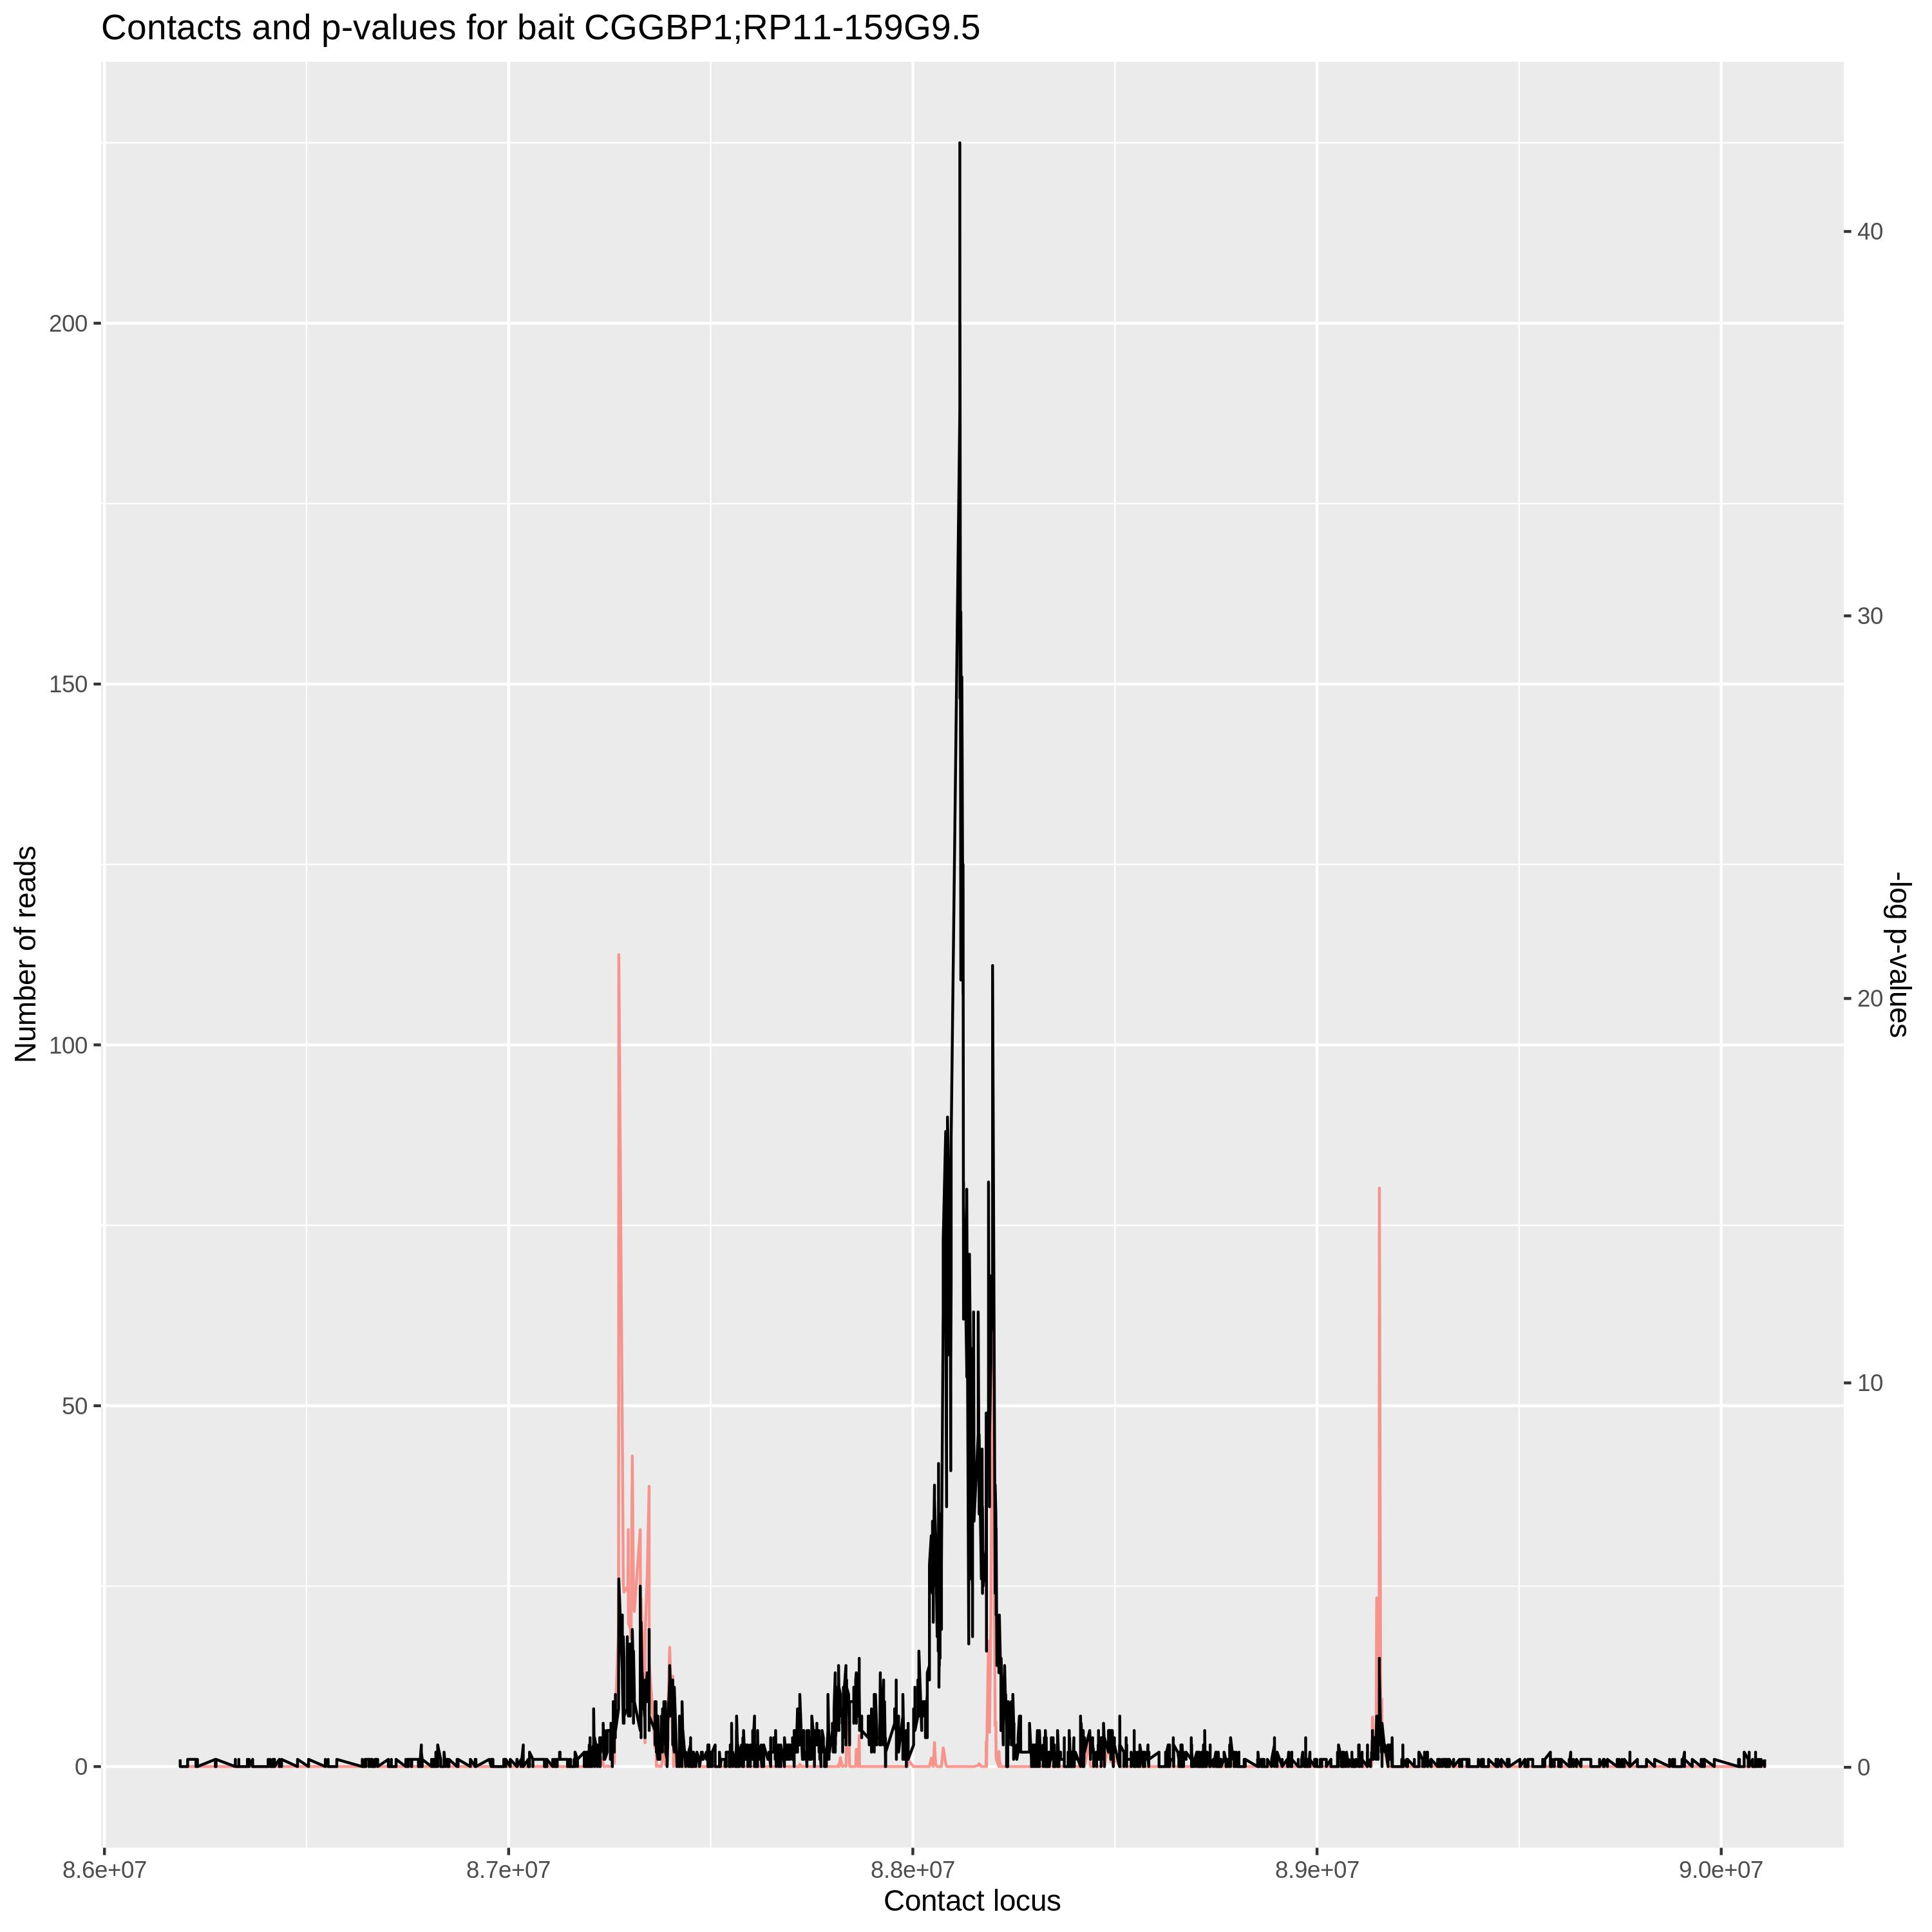 Contacts and p-values for bait CGGBP1;RP11-159G9.5
200
150
100
50
0
Number of reads
40
30
20
10
0
-log p-values
8.6e+07 8.7e+07 8.8e+07 8.9e+07 9.0e+07
Contact locus